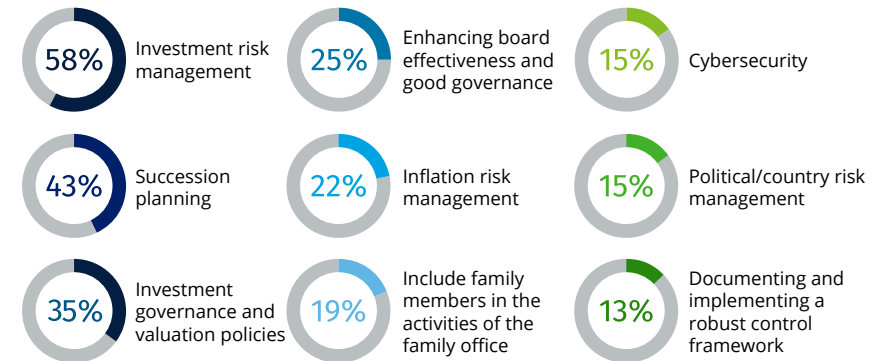 58%
Investment risk
management
43%
Succession
planning
35%
Investment
governance and
valuation policies
25%
Enhancing board
effectiveness and
good governance
22%
Inflation risk
management
19%
Include family
members in the
activities of the
family office
15%
Cybersecurity
15%
Political/country risk
management
13%
Documenting and
implementing a
robust control
framework